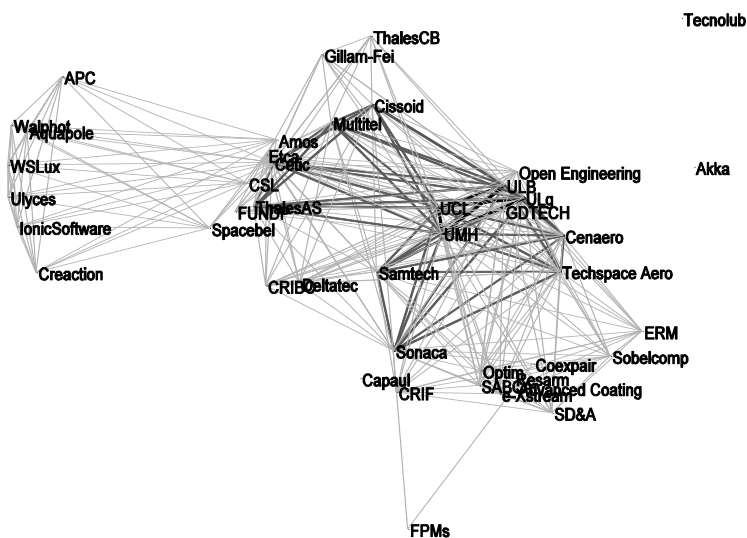 Tecnolub
ThalesCB
Gillam-Fei
APC
Cissoid
Walphot
Multitel
Aquapole
Amos
Etca
Cetic
WSLux
Akka
Open Engineering
CSL
ULB
Ulyces
ULg
FUNDP
ThalesAS
UCL
GDTECH
IonicSoftware
Spacebel
UMH
Cenaero
Creaction
Samtech
Techspace Aero
CRIBC
Deltatec
ERM
Sonaca
Sobelcomp
Coexpair
Optim
Capaul
CRIF
Advanced Coating
e-Xstream
SD&A
FPMs